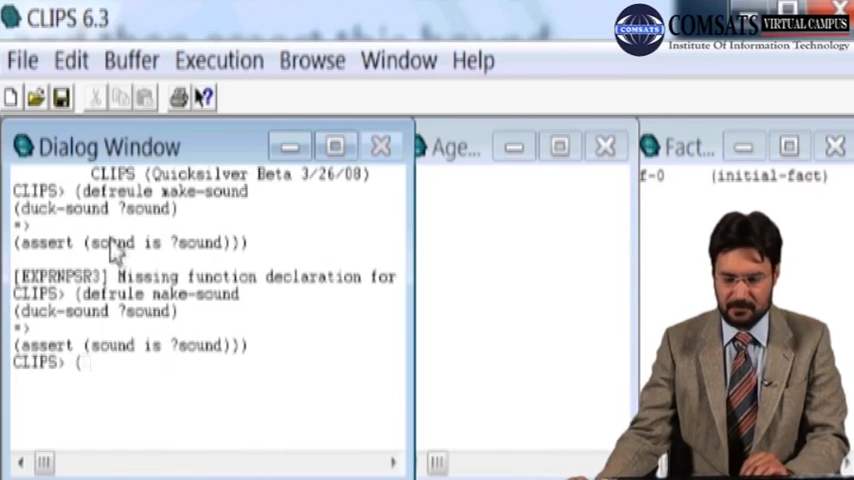 CLIPS 6.3
COMSATS VIRTUAL CAMPUS
Institute Of Information Technology
File Edit Buffer Execution Browse Window Help
Dialog Window
Age...
Fact...
CLIPS (Quicksilver Beta 3/26/08)
CLIPS> (defreule make-sound
(duck-sound ?sound)
=>
(assert (sound is ?sound)))
[EXPRNPSR3] Missing function declaration for
CLIPS> (defrule make-sound
(duck-sound ?sound)
=>
(assert (sound is ?sound)))
CLIPS> (
f-0 (initial-fact)